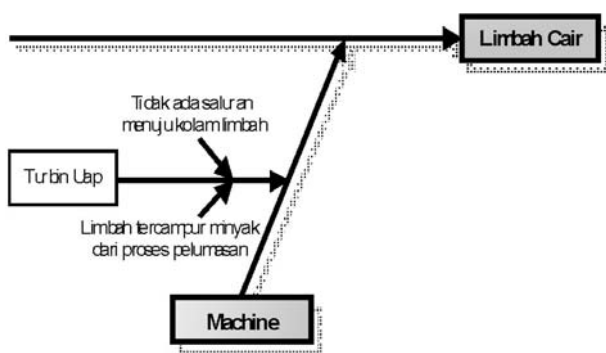 Limbah Cair
Tidak ada saluran
menuju kolam limbah
Turbin Uap
Limbah tercampur minyak
dari proses pelumasan
Machine